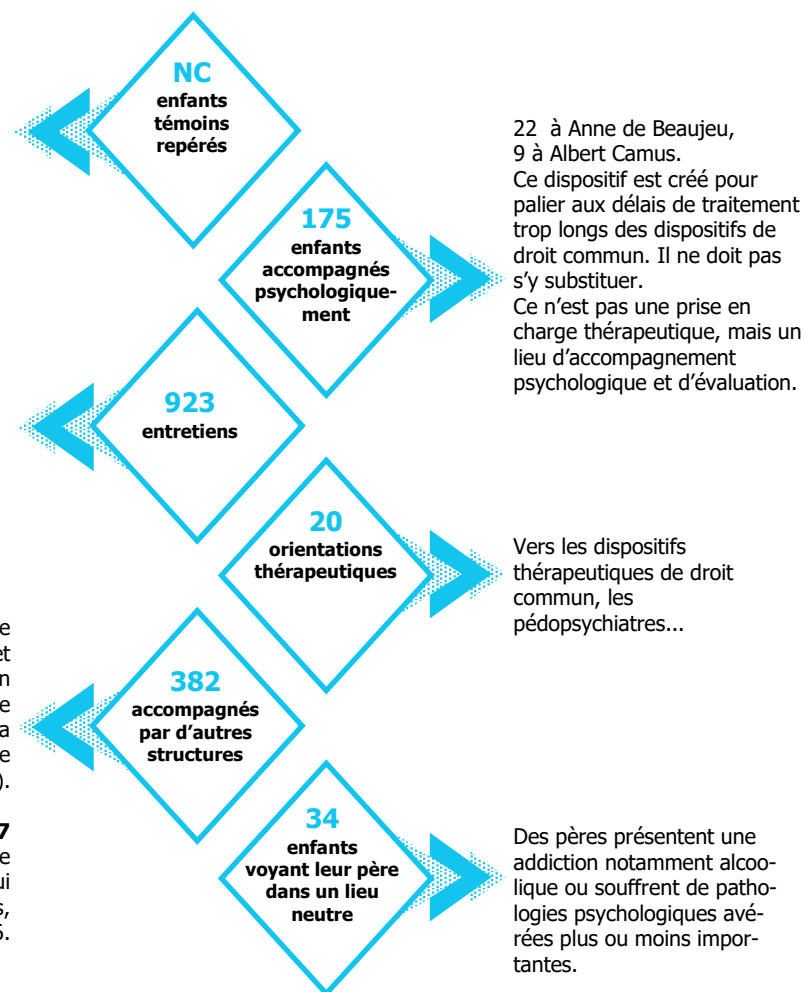 NC
enfants
témoins
repérés
175
enfants
accompagnés
psychologique-
ment
22 à Anne de Beaujeu,
9 à Albert Camus.
Ce dispositif est créé pour
palier aux délais de traitement
trop longs des dispositifs de
droit commun. Il ne doit pas
s’y substituer.
Ce n’est pas une prise en
charge thérapeutique, mais un
lieu d’accompagnement
psychologique et d’évaluation.
923
entretiens
20
orientations
thérapeutiques
Vers les dispositifs
thérapeutiques de droit
commun, les
pédopsychiatres...
e
et
n
e
a
e
).
7
e
ui
s,
5.
382
accompagnés
par d’autres
structures
34
enfants
voyant leur père
dans un lieu
neutre
Des pères présentent une
addiction notamment alcoo-
lique ou souffrent de patho-
logies psychologiques avé-
rées plus ou moins impor-
tantes.